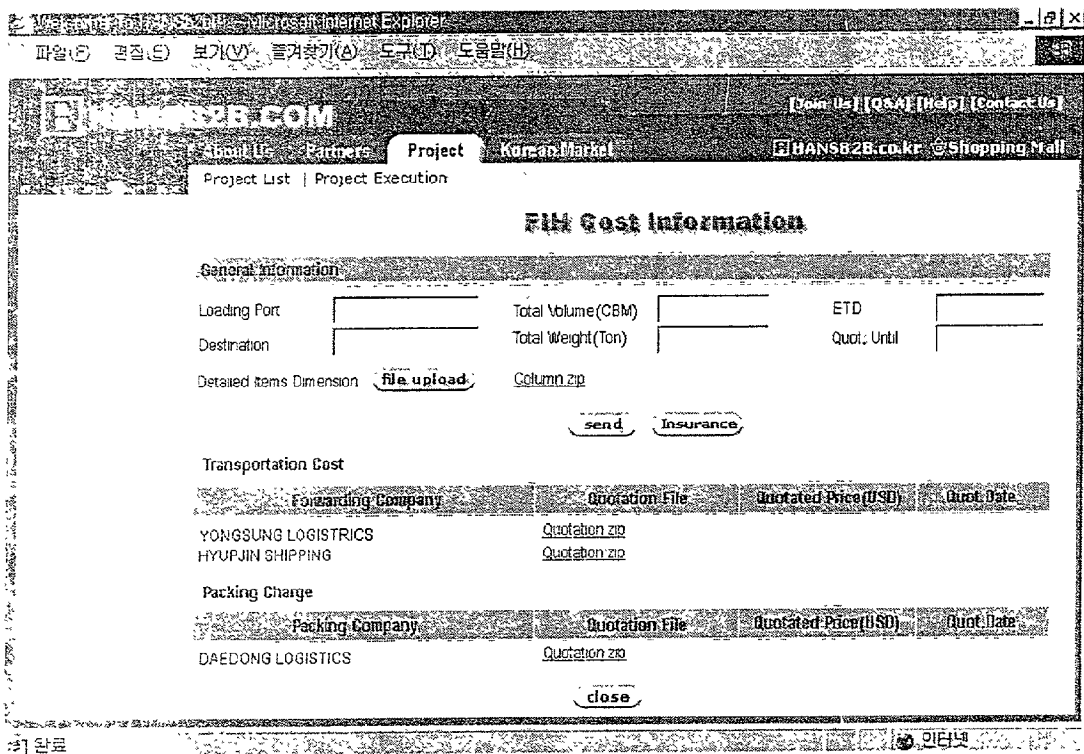 Microsoft Internet Explorer
파일(F) 편집(E) 보기(V) 즐겨찾기(A) 도구(T) 도움말(H)
[Join Us] [Q&A] [Help] [Contact Us]
HANSB2B.COM
About Us Partners Project Korean Market HANSB2B.co.kr Shopping Mall
Project List | Project Execution
FIH Cost Information
General Information
Loading Port Total Volume(CBM) ETD
Destination Total Weight(Ton) Quot. Until
Detailed Items Dimension file upload Column zip
send Insurance
Transportation Cost
Forwarding Company Quotation File Quotated Price(USD) Quot.Date
YONGSUNG LOGISTRICS Quotation zip
HYUPJIN SHIPPING Quotation zip
Packing Charge
Packing Company Quotation File Quotated Price(USD) Quot.Date
DAEDONG LOGISTICS Quotation zip
close
완료 인터넷